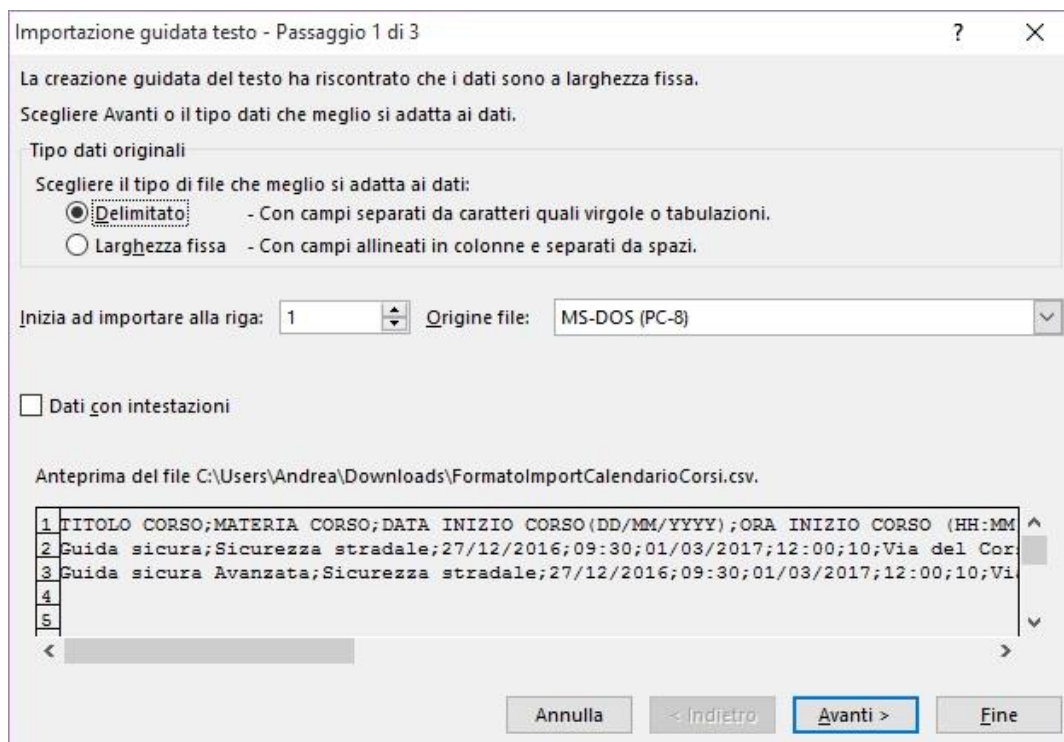 Importazione guidata testo - Passaggio 1 di 3 ?
La creazione guidata del testo ha riscontrato che i dati sono a larghezza fissa.
Scegliere Avanti o il tipo dati che meglio si adatta ai dati.
Tipo dati originali
Scegliere il tipo di file che meglio si adatta ai dati:
Delimitato - Con campi separati da caratteri quali virgole o tabulazioni.
Larghezza fissa - Con campi allineati in colonne e separati da spazi.
Inizia ad importare alla riga: 1 Origine file: MS-DOS (PC-8)
Dati con intestazioni
Anteprima del file C:\Users\Andrea\Downloads\FormatoImportCalendarioCorsi.csv.
1 TITOLO CORSO;MATERIA CORSO;DATA INIZIO CORSO(DD/MM/YYYY);ORA INIZIO CORSO (HH:MM
2 Guida sicura;Sicurezza stradale;27/12/2016;09:30;01/03/2017;12:00;10;Via del Cors
3 Guida sicura Avanzata;Sicurezza stradale;27/12/2016;09:30;01/03/2017;12:00;10;Via
4
5
Annulla < Indietro Avanti > Fine